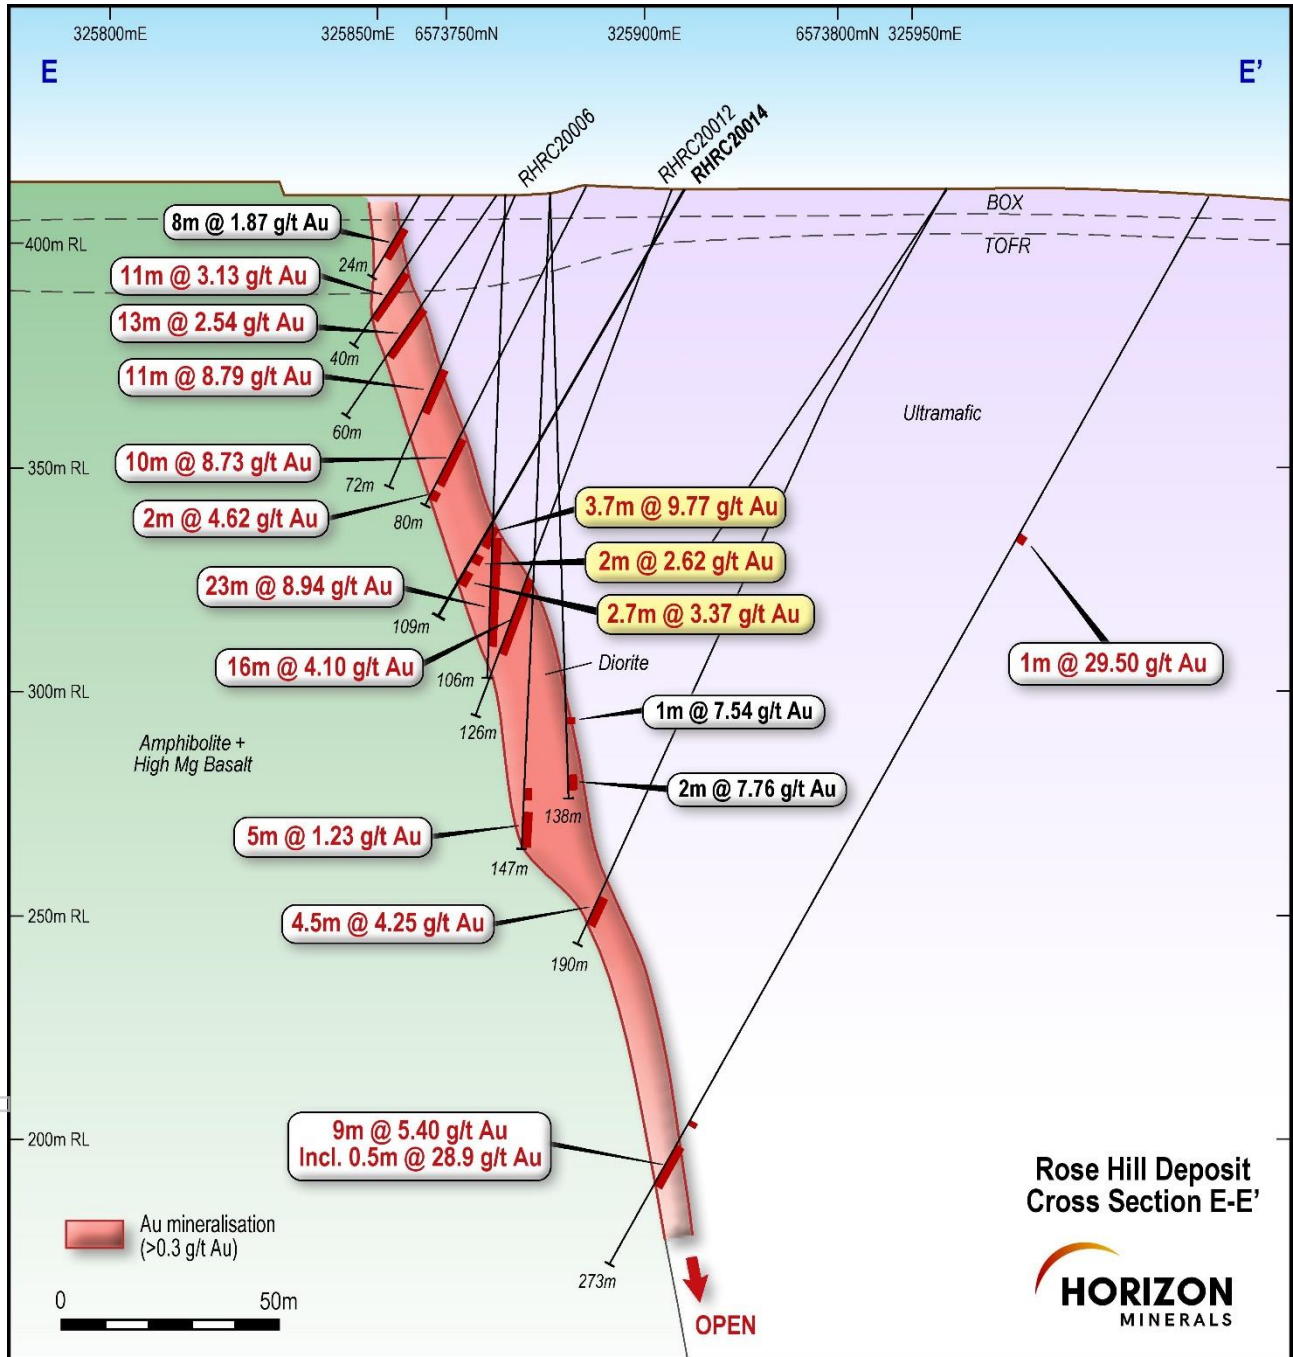 325800mE
325850mE
6573750mN
325900mE
6573800mN
325950mE
E
E'
RHRC20006
RHRC20012
RHRC20014
BOX
TOFR
8m @ 1.87 g/t Au
400m RL
24m
11m @ 3.13 g/t Au
13m @ 2.54 g/t Au
40m
11m @ 8.79 g/t Au
60m
Ultramafic
10m @ 8.73 g/t Au
350m RL
72m
2m @ 4.62 g/t Au
80m
3.7m @ 9.77 g/t Au
2m @ 2.62 g/t Au
23m @ 8.94 g/t Au
2.7m @ 3.37 g/t Au
109m
16m @ 4.10 g/t Au
Diorite
1m @ 29.50 g/t Au
106m
300m RL
1m @ 7.54 g/t Au
126m
Amphibolite +
High Mg Basalt
2m @ 7.76 g/t Au
138m
5m @ 1.23 g/t Au
147m
250m RL
4.5m @ 4.25 g/t Au
190m
200m RL
9m @ 5.40 g/t Au
Incl. 0.5m @ 28.9 g/t Au
Rose Hill Deposit
Cross Section E-E'
Au mineralisation
(>0.3 g/t Au)
273m
0
50m
OPEN
HORIZON
MINERALS